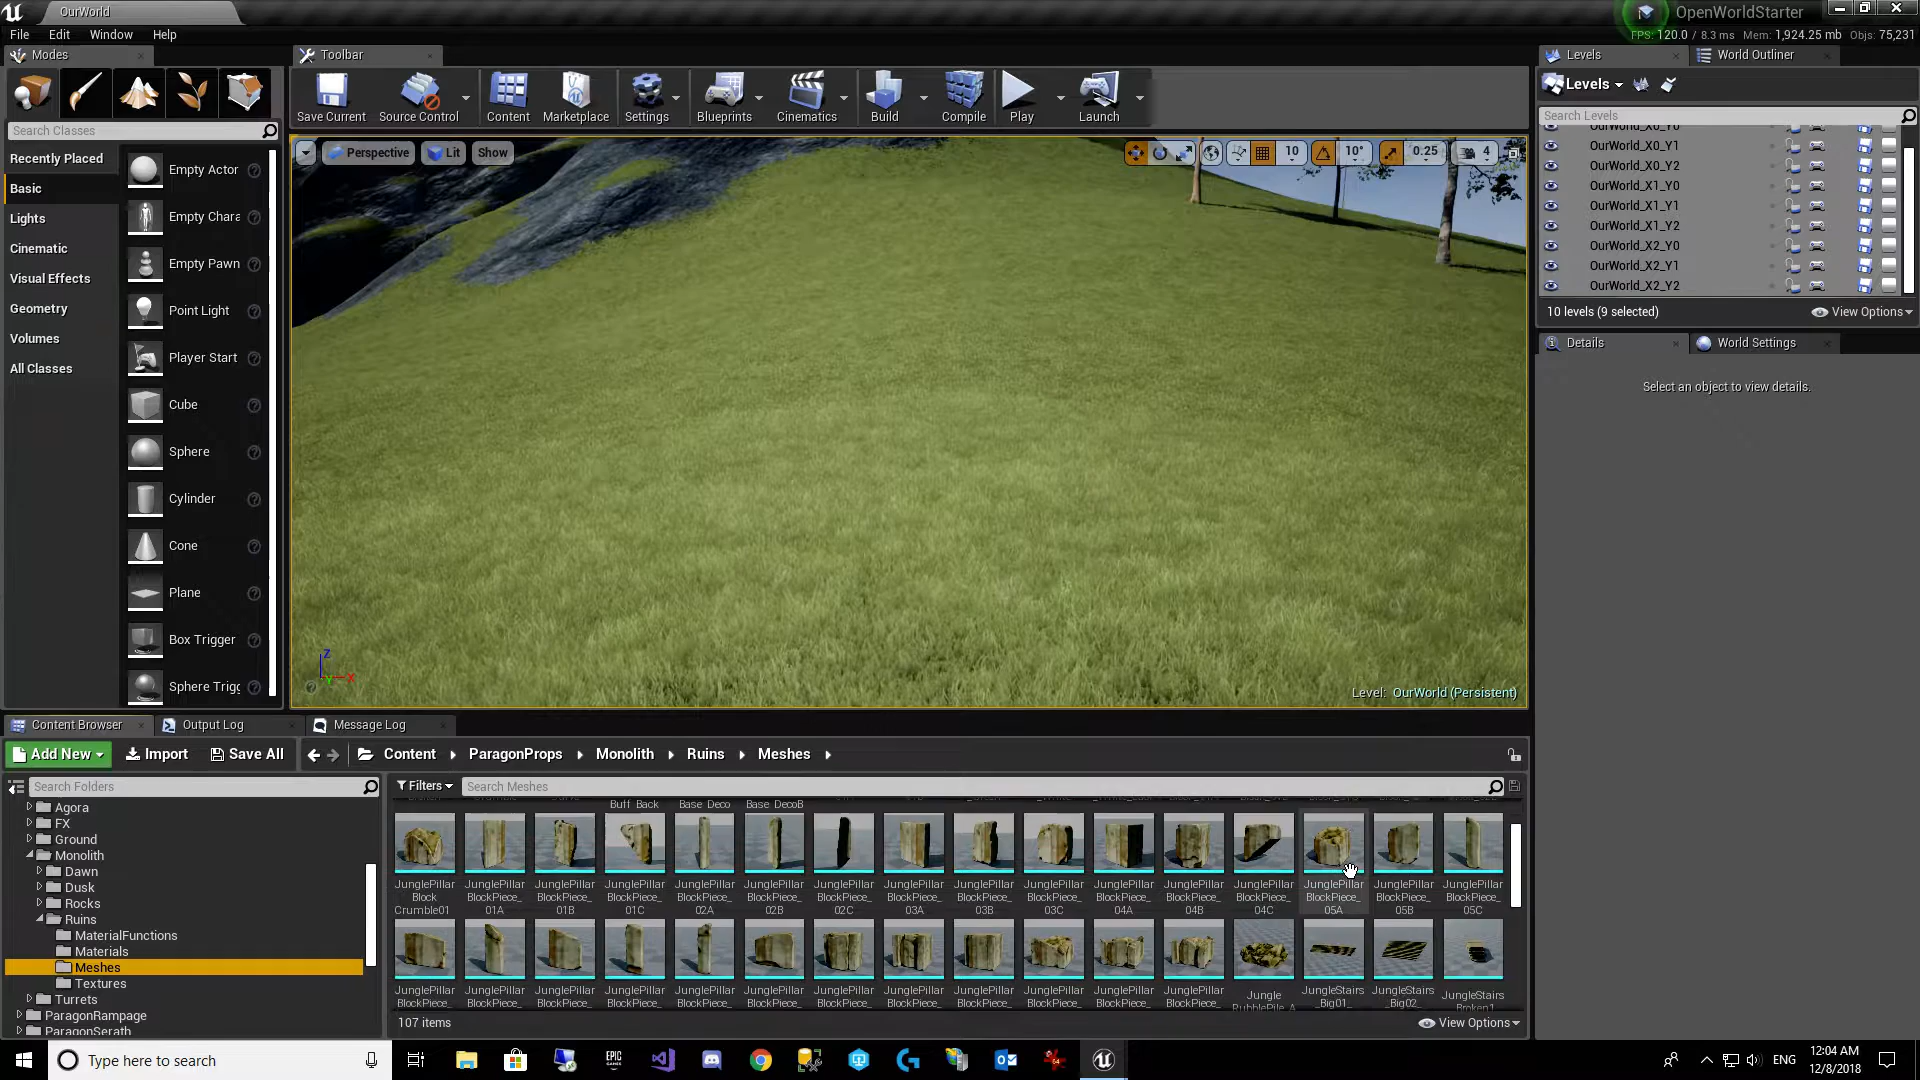 OurWorld
OpenWorldStarter
FPS: 120.0 / 8.3 ms Mem: 1,924.25 mb Objs: 75,231
File Edit Window Help
Modes
Toolbar
Levels
World Outliner
Save Current
Source Control
Content
Marketplace
Settings
Blueprints
Cinematics
Build
Compile
Play
Launch
Levels
Search Classes
Search Levels
Recently Placed
Basic
Lights
Cinematic
Visual Effects
Geometry
Volumes
All Classes
Empty Actor
Empty Chara
Empty Pawn
Point Light
Player Start
Cube
Sphere
Cylinder
Cone
Plane
Box Trigger
Sphere Trigg
Perspective Lit Show
10 10° 0.25 4
Z
Y X
Level: OurWorld (Persistent)
OurWorld_X0_Y0
OurWorld_X0_Y1
OurWorld_X0_Y2
OurWorld_X1_Y0
OurWorld_X1_Y1
OurWorld_X1_Y2
OurWorld_X2_Y0
OurWorld_X2_Y1
OurWorld_X2_Y2
10 levels (9 selected)
View Options
Details
World Settings
Select an object to view details.
Content Browser
Output Log
Message Log
Add New
Import
Save All
Content
ParagonProps
Monolith
Ruins
Meshes
Search Folders
Filters
Search Meshes
Agora
FX
Ground
Monolith
Dawn
Dusk
Rocks
Ruins
MaterialFunctions
Materials
Meshes
Textures
Turrets
ParagonRampage
ParagonSerath
Buff_Back
Base_Deco
Base_DecoB
JunglePillar Block Crumble01
JunglePillar BlockPiece_ 01A
JunglePillar BlockPiece_ 01B
JunglePillar BlockPiece_ 01C
JunglePillar BlockPiece_ 02A
JunglePillar BlockPiece_ 02B
JunglePillar BlockPiece_ 02C
JunglePillar BlockPiece_ 03A
JunglePillar BlockPiece_ 03B
JunglePillar BlockPiece_ 03C
JunglePillar BlockPiece_ 04A
JunglePillar BlockPiece_ 04B
JunglePillar BlockPiece_ 04C
JunglePillar BlockPiece_ 05A
JunglePillar BlockPiece_ 05B
JunglePillar BlockPiece_ 05C
JunglePillar BlockPiece_
JunglePillar BlockPiece_
JunglePillar BlockPiece_
JunglePillar BlockPiece_
JunglePillar BlockPiece_
JunglePillar BlockPiece_
JunglePillar BlockPiece_
JunglePillar BlockPiece_
JunglePillar BlockPiece_
JunglePillar BlockPiece_
JunglePillar BlockPiece_
JunglePillar BlockPiece_
Jungle RubblePile_A
JungleStairs _Big01_
JungleStairs _Big02_
JungleStairs Broken1
107 items
View Options
Type here to search
EPIC GAMES
64
ENG
12:04 AM
12/8/2018